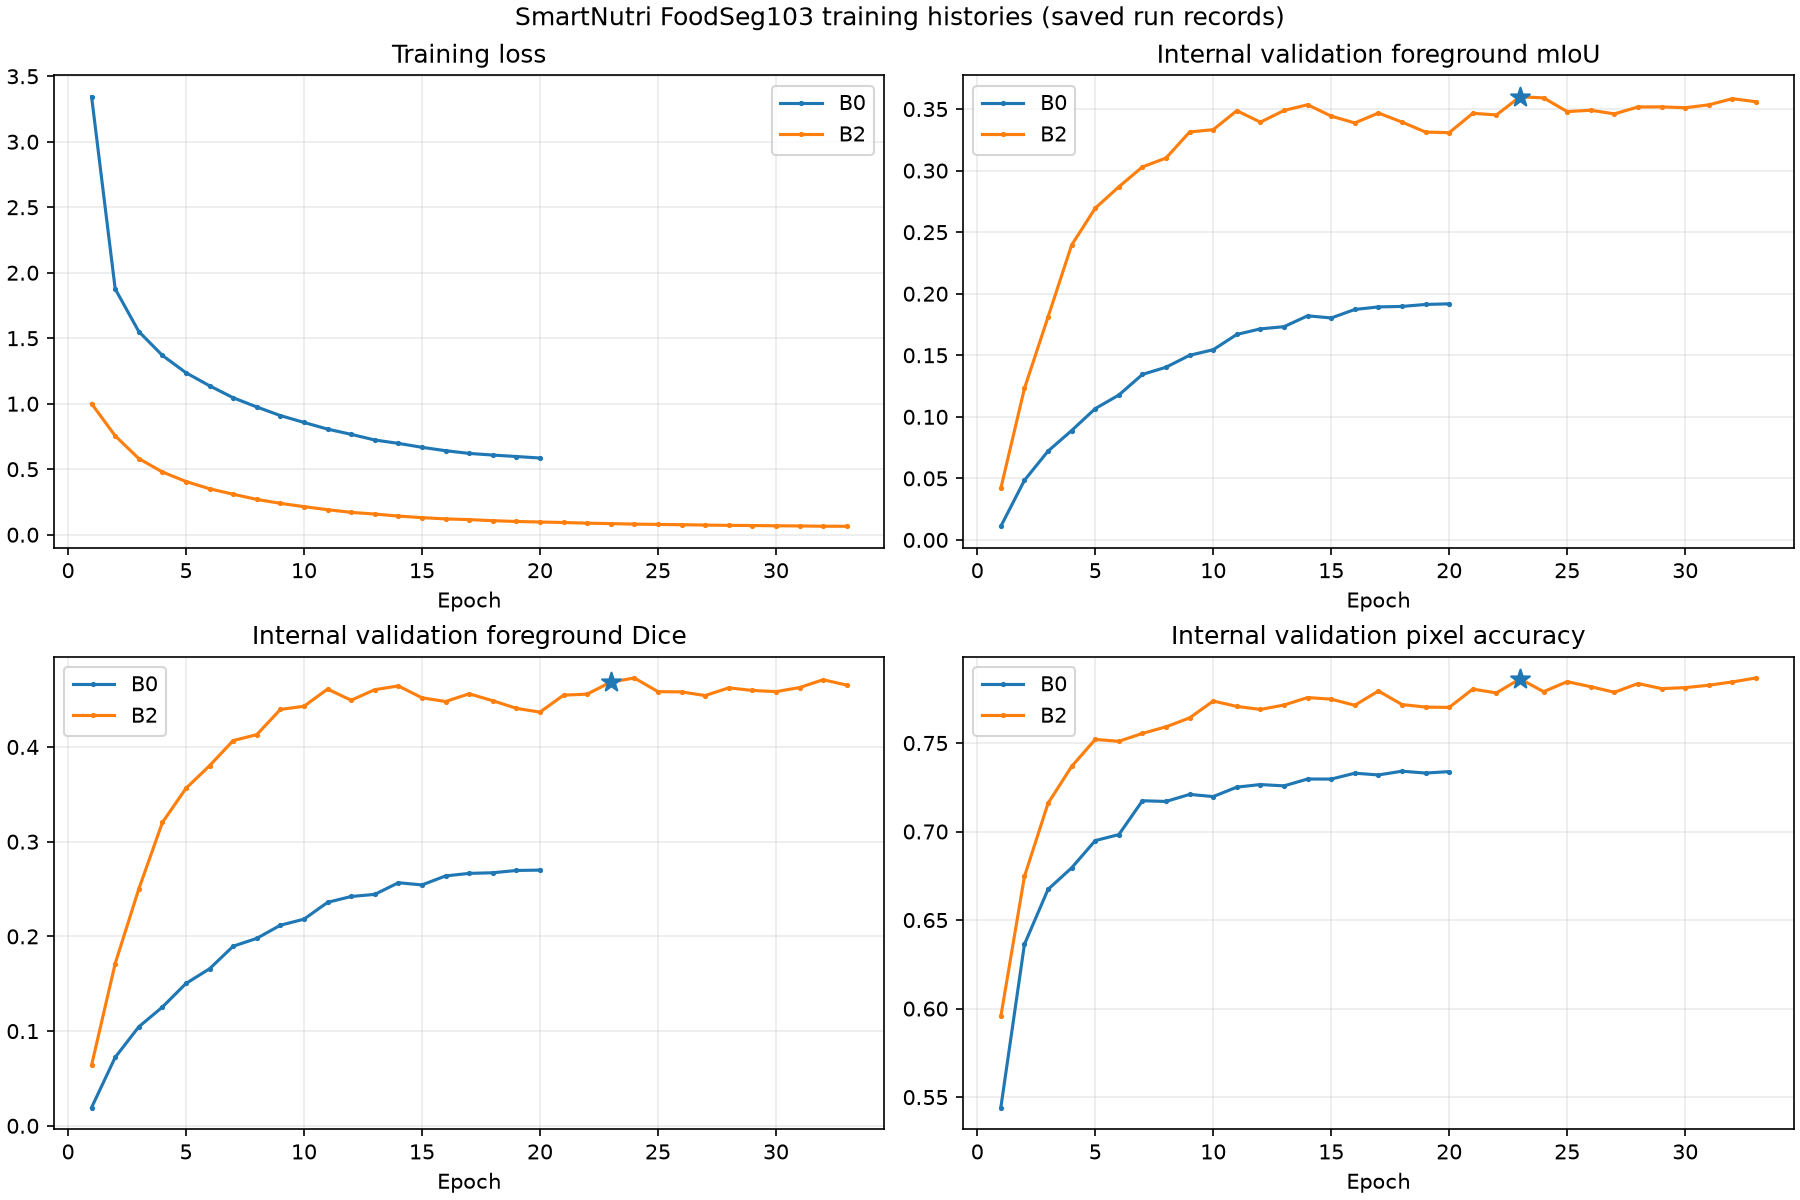 SmartNutri FoodSeg103 training histories (saved run records)
Training loss
3.5
3.0
2.5
2.0
1.5
1.0
0.5
0.0
B0
B2
0 5 10 15 20 25 30
Epoch
Internal validation foreground mIoU
0.35
0.30
0.25
0.20
0.15
0.10
0.05
0.00
B0
B2
0 5 10 15 20 25 30
Epoch
Internal validation foreground Dice
0.4
0.3
0.2
0.1
0.0
B0
B2
0 5 10 15 20 25 30
Epoch
Internal validation pixel accuracy
0.75
0.70
0.65
0.60
0.55
B0
B2
0 5 10 15 20 25 30
Epoch